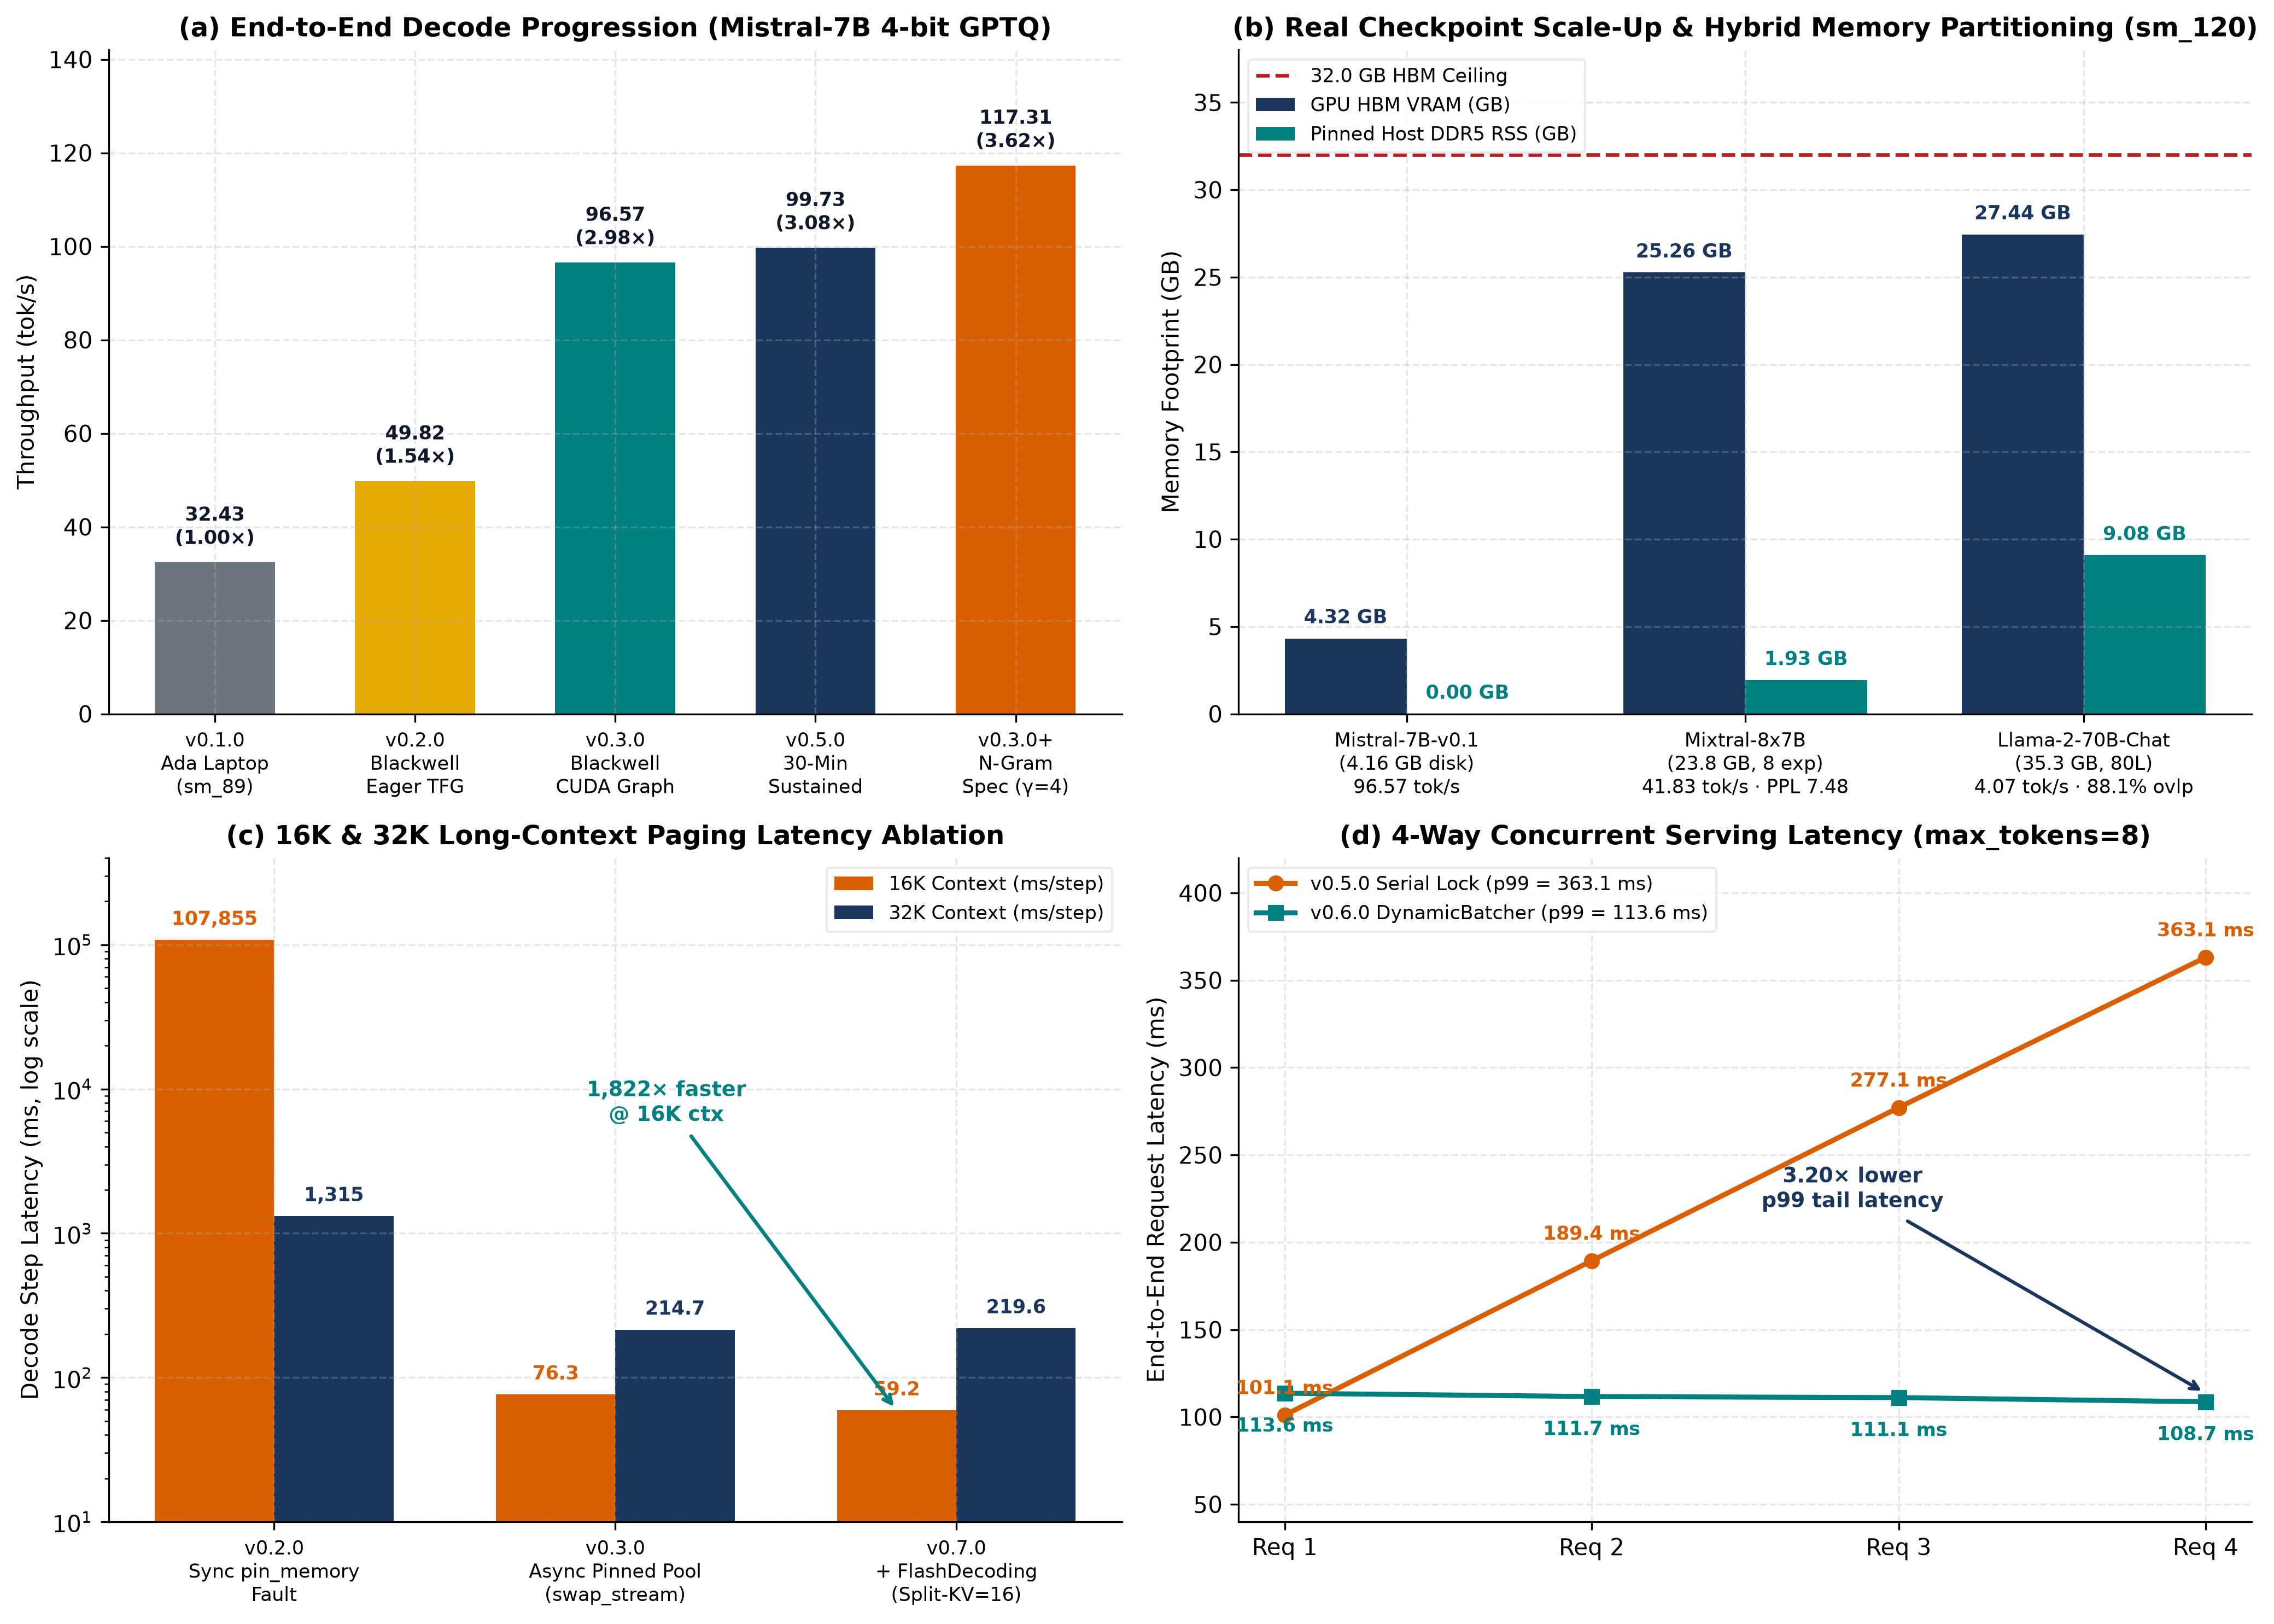 (a) End-to-End Decode Progression (Mistral-7B 4-bit GPTQ)
Throughput (tok/s)
140
120
100
80
60
40
20
0
32.43
(1.00×)
49.82
(1.54×)
96.57
(2.98×)
99.73
(3.08×)
117.31
(3.62×)
v0.1.0
Ada Laptop
(sm_89)
v0.2.0
Blackwell
Eager TFG
v0.3.0
Blackwell
CUDA Graph
v0.5.0
30-Min
Sustained
v0.3.0+
N-Gram
Spec (γ=4)
(b) Real Checkpoint Scale-Up & Hybrid Memory Partitioning (sm_120)
32.0 GB HBM Ceiling
GPU HBM VRAM (GB)
Pinned Host DDR5 RSS (GB)
Memory Footprint (GB)
35
30
25
20
15
10
5
0
4.32 GB
0.00 GB
25.26 GB
1.93 GB
27.44 GB
9.08 GB
Mistral-7B-v0.1
(4.16 GB disk)
96.57 tok/s
Mixtral-8x7B
(23.8 GB, 8 exp)
41.83 tok/s · PPL 7.48
Llama-2-70B-Chat
(35.3 GB, 80L)
4.07 tok/s · 88.1% ovlp
(c) 16K & 32K Long-Context Paging Latency Ablation
16K Context (ms/step)
32K Context (ms/step)
Decode Step Latency (ms, log scale)
10⁵
10⁴
10³
10²
10¹
107,855
1,315
76.3
214.7
59.2
219.6
1,822× faster
@ 16K ctx
v0.2.0
Sync pin_memory
Fault
v0.3.0
Async Pinned Pool
(swap_stream)
v0.7.0
+ FlashDecoding
(Split-KV=16)
(d) 4-Way Concurrent Serving Latency (max_tokens=8)
v0.5.0 Serial Lock (p99 = 363.1 ms)
v0.6.0 DynamicBatcher (p99 = 113.6 ms)
End-to-End Request Latency (ms)
400
350
300
250
200
150
100
50
101.1 ms
189.4 ms
277.1 ms
363.1 ms
113.6 ms
111.7 ms
111.1 ms
108.7 ms
3.20× lower
p99 tail latency
Req 1
Req 2
Req 3
Req 4